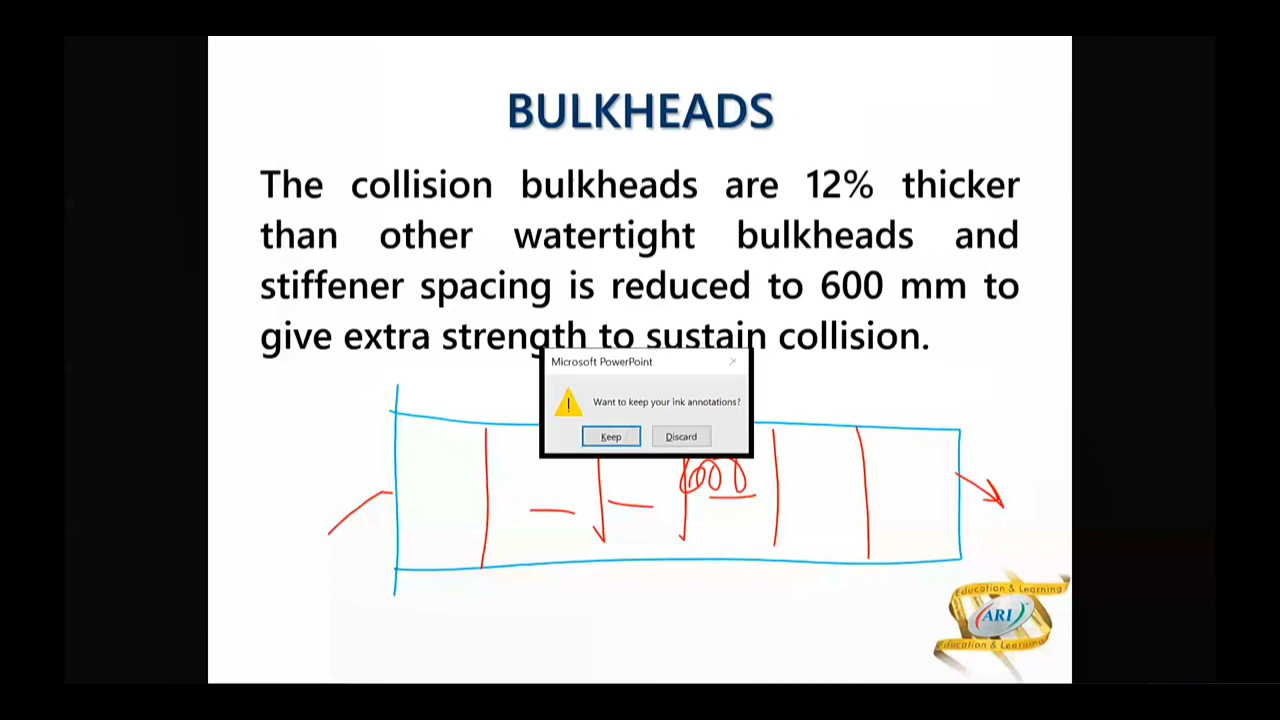 BULKHEADS
The collision bulkheads are 12% thicker
than other watertight bulkheads and
stiffener spacing is reduced to 600 mm to
give extra strength to sustain collision.
Microsoft PowerPoint
Want to keep your ink annotations?
Keep Discard
600
Education & Learning
ARI
Education & Learning